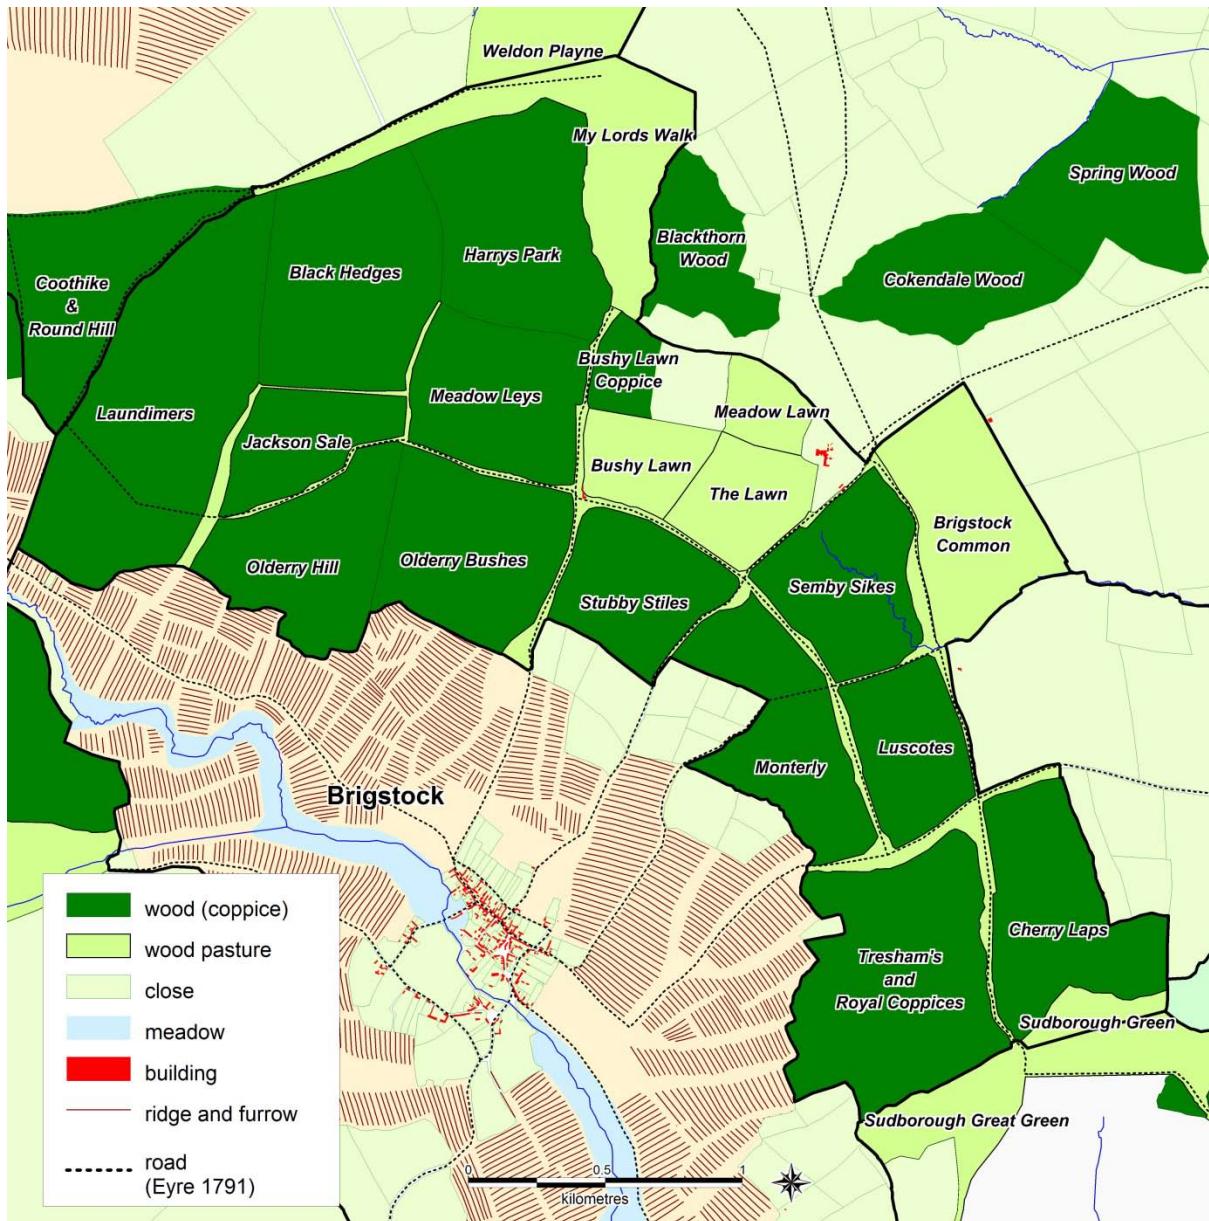 Weldon Playne
My Lords Walk
Spring Wood
Blackthorn
Wood
Harrys Park
Black Hedges
Cokendale Wood
Coothike
&
Round Hill
Bushy Lawn
Coppice
Meadow Leys
Meadow Lawn
Laundimers
Jackson Sale
Bushy Lawn
The Lawn
Brigstock
Common
Olderry Hill
Olderry Bushes
Semby Sikes
Stubby Stiles
Luscotes
Monterly
Brigstock
Cherry Laps
Tresham's
and
Royal Coppices
Sudborough Green
Sudborough Great Green
wood (coppice)
wood pasture
close
meadow
building
ridge and furrow
road
(Eyre 1791)
0 0.5 1
kilometres